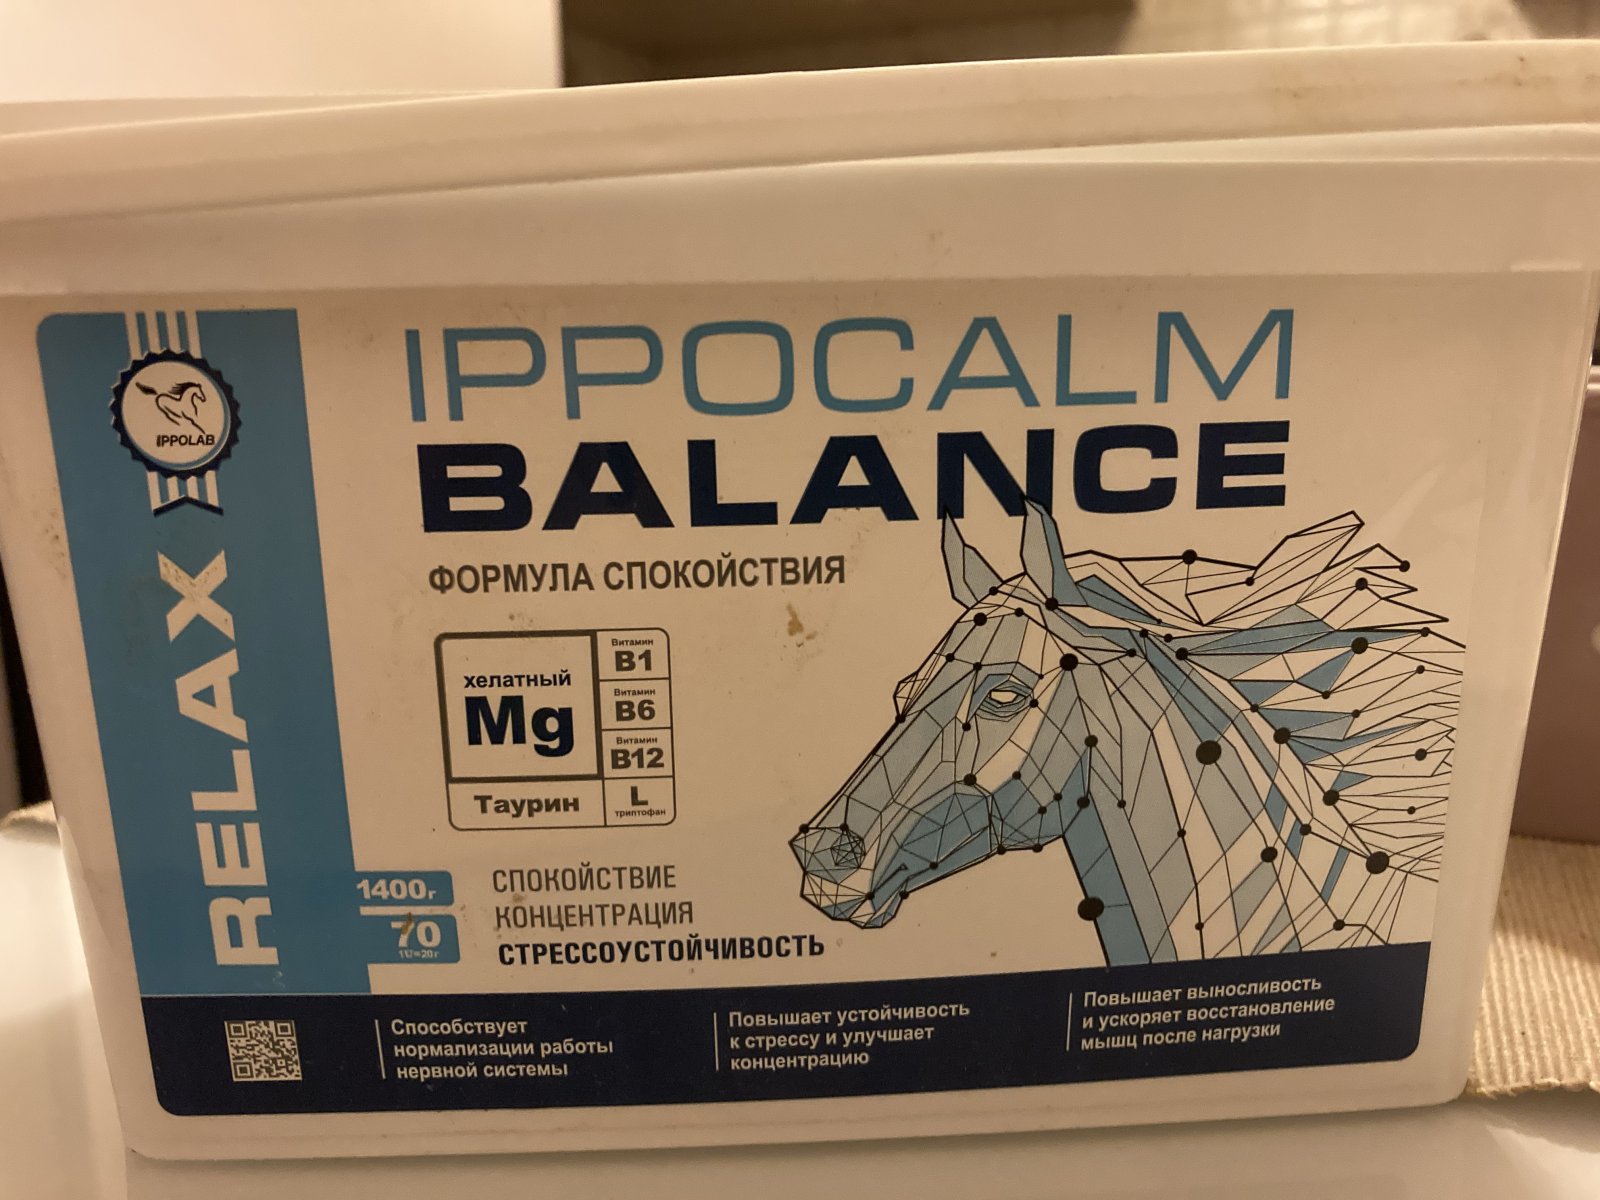 IPPOLAB
RELAX
IPPOCALM
BALANCE
ФОРМУЛА СПОКОЙСТВИЯ
хелатный
Mg
Таурин
Витамин
B1
Витамин
B6
Витамин
B12
L
триптофан
1400г
70
1U=20г
СПОКОЙСТВИЕ
КОНЦЕНТРАЦИЯ
СТРЕССОУСТОЙЧИВОСТЬ
Способствует
нормализации работы
нервной системы
Повышает устойчивость
к стрессу и улучшает
концентрацию
Повышает выносливость
и ускоряет восстановление
мышц после нагрузки